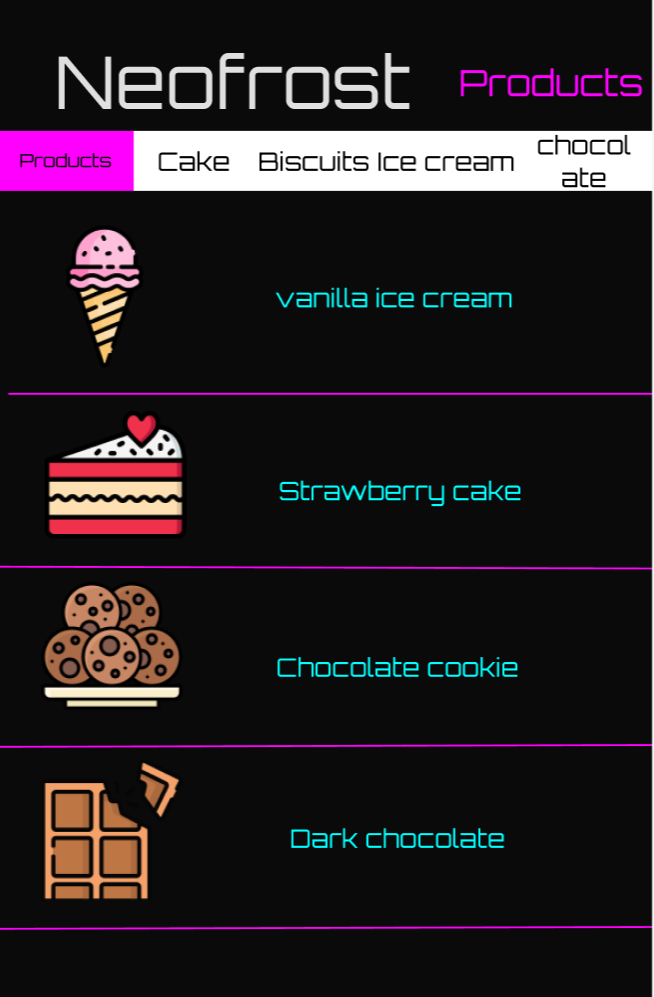 Neofrost Products
Products Cake Biscuits Ice cream chocol
ate
vanilla ice cream
Strawberry cake
Chocolate cookie
Dark chocolate